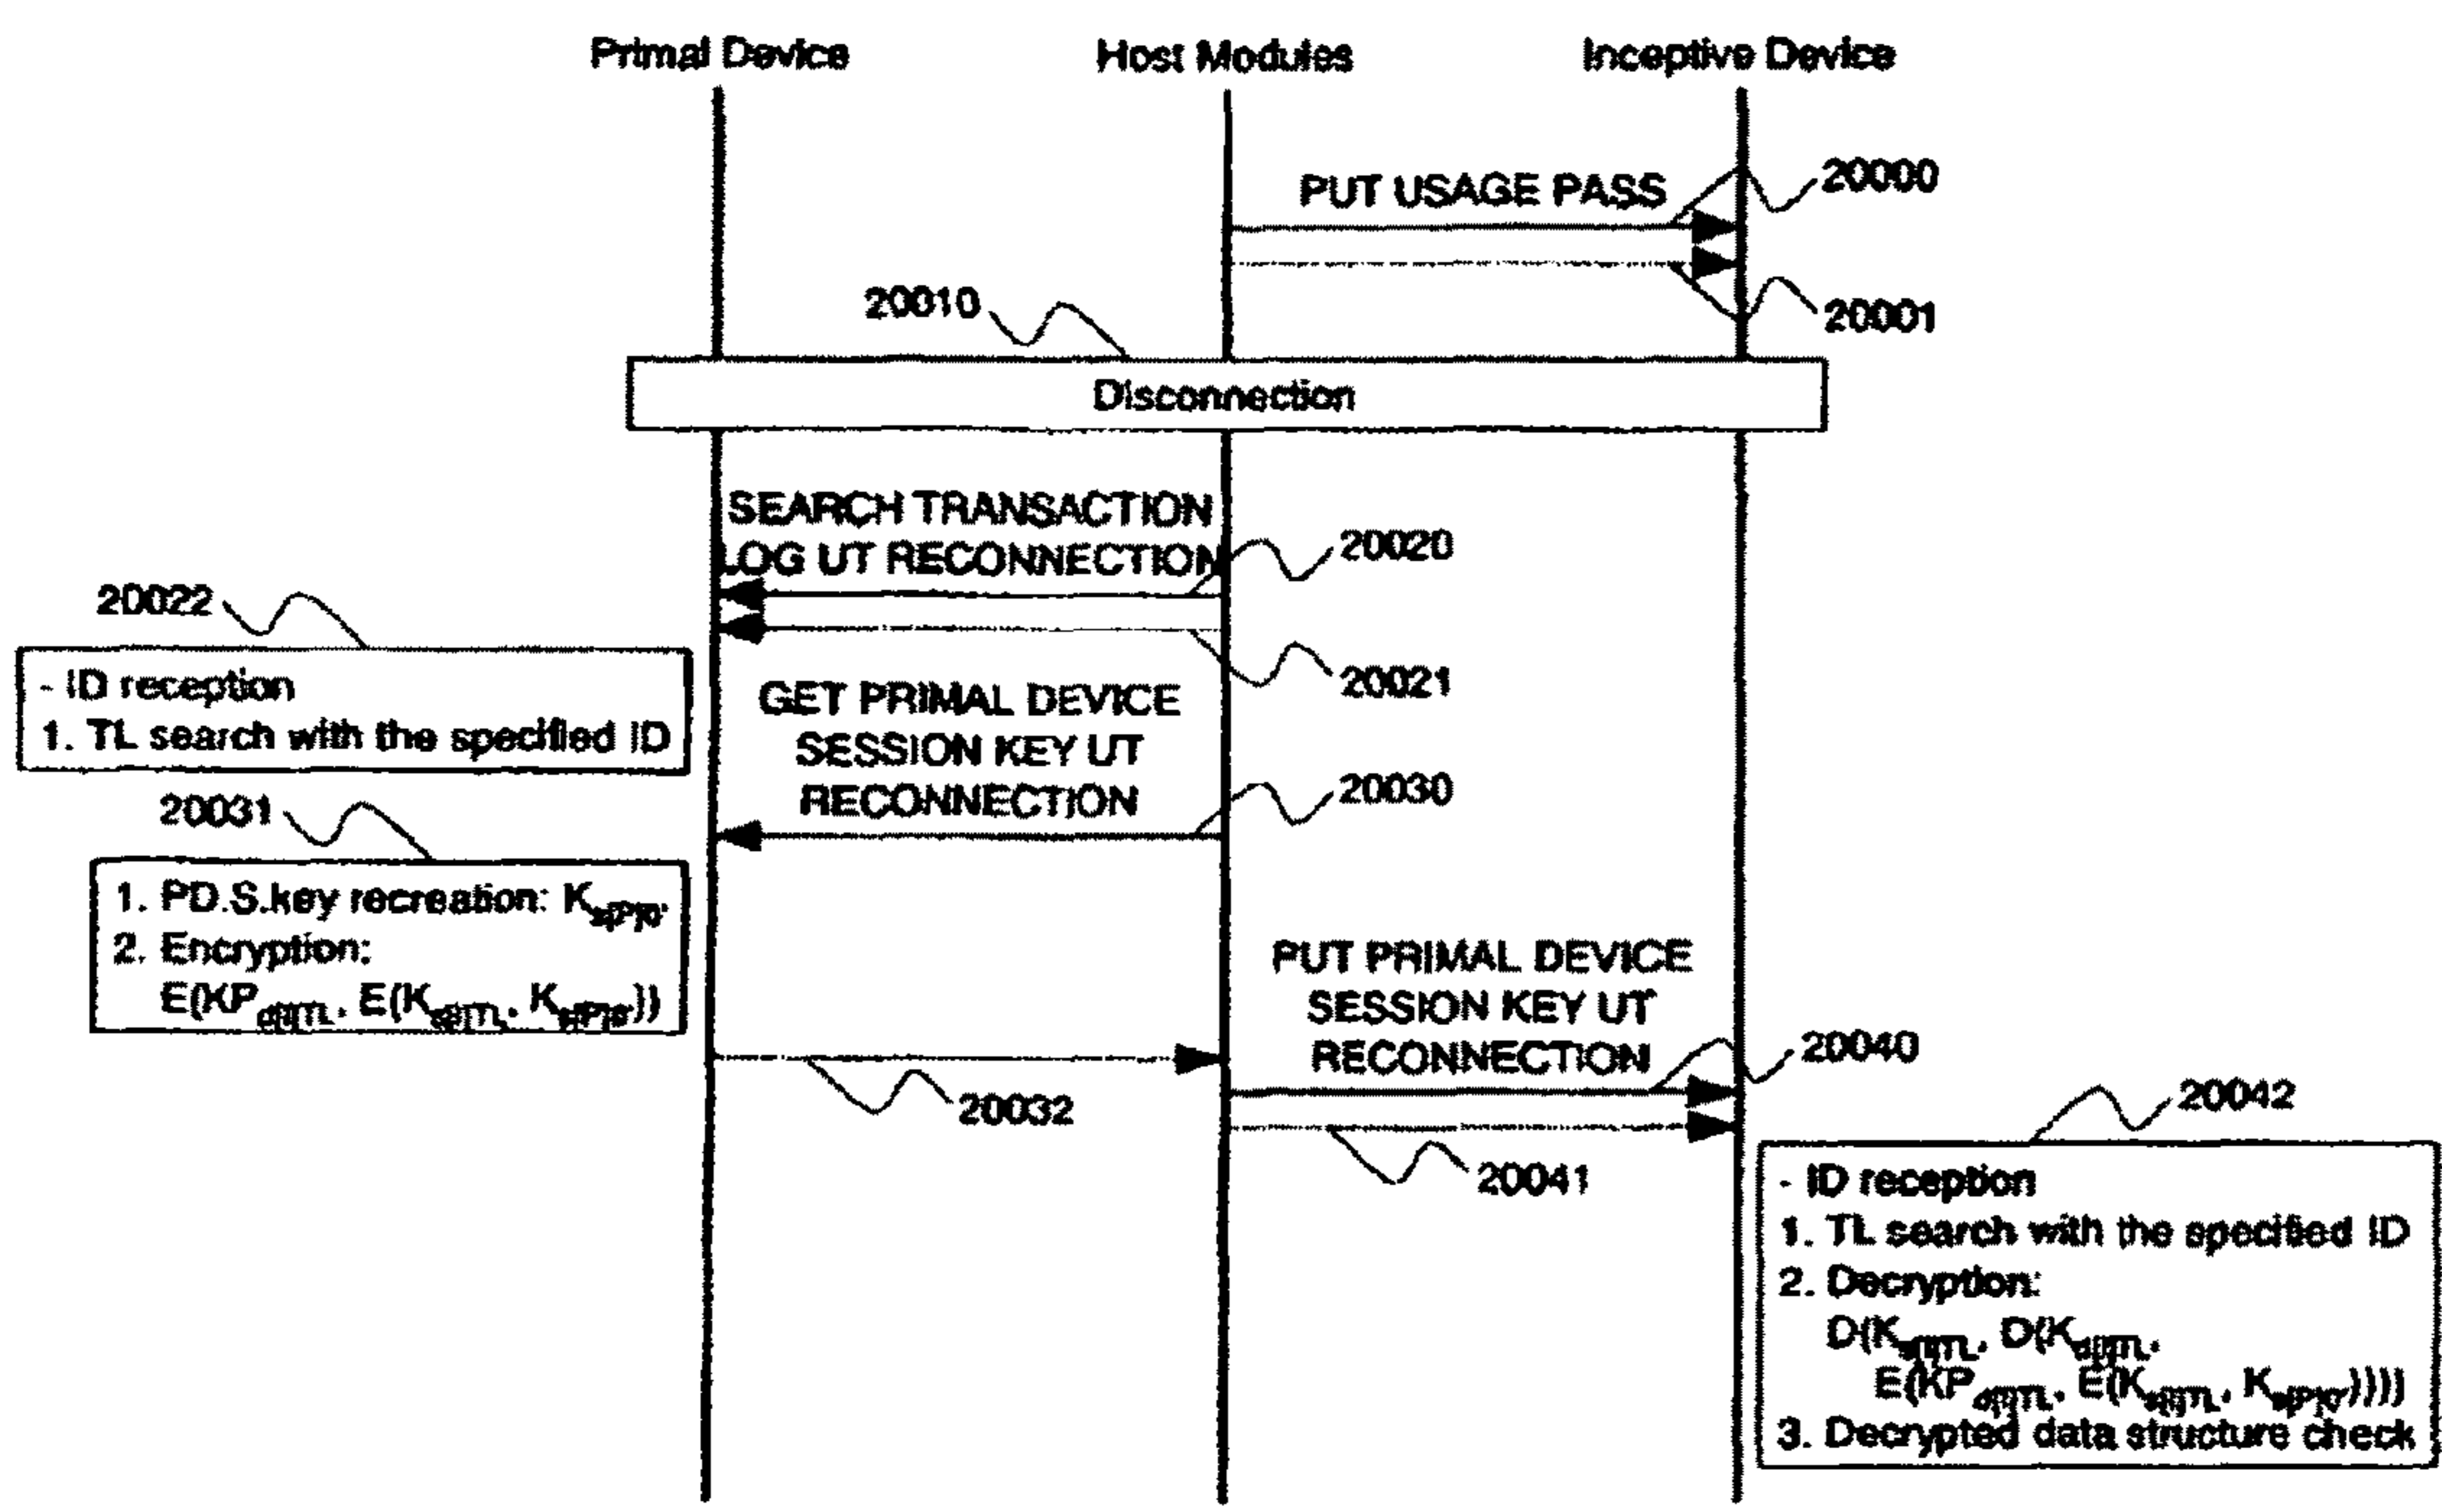 Primal Device
Host Modules
Inceptive Device
PUT USAGE PASS
20000
20001
20010
Disconnection
SEARCH TRANSACTION
LOG UT RECONNECTION
20020
20021
20022
- ID reception
1. TL search with the specified ID
GET PRIMAL DEVICE
SESSION KEY UT
RECONNECTION
20030
20031
1. PD.S.key recreation:
2. Encryption:
20032
PUT PRIMAL DEVICE
SESSION KEY UT
RECONNECTION
20040
20041
20042
- ID reception
1. TL search with the specified ID
2. Decryption:
3. Decrypted data structure check